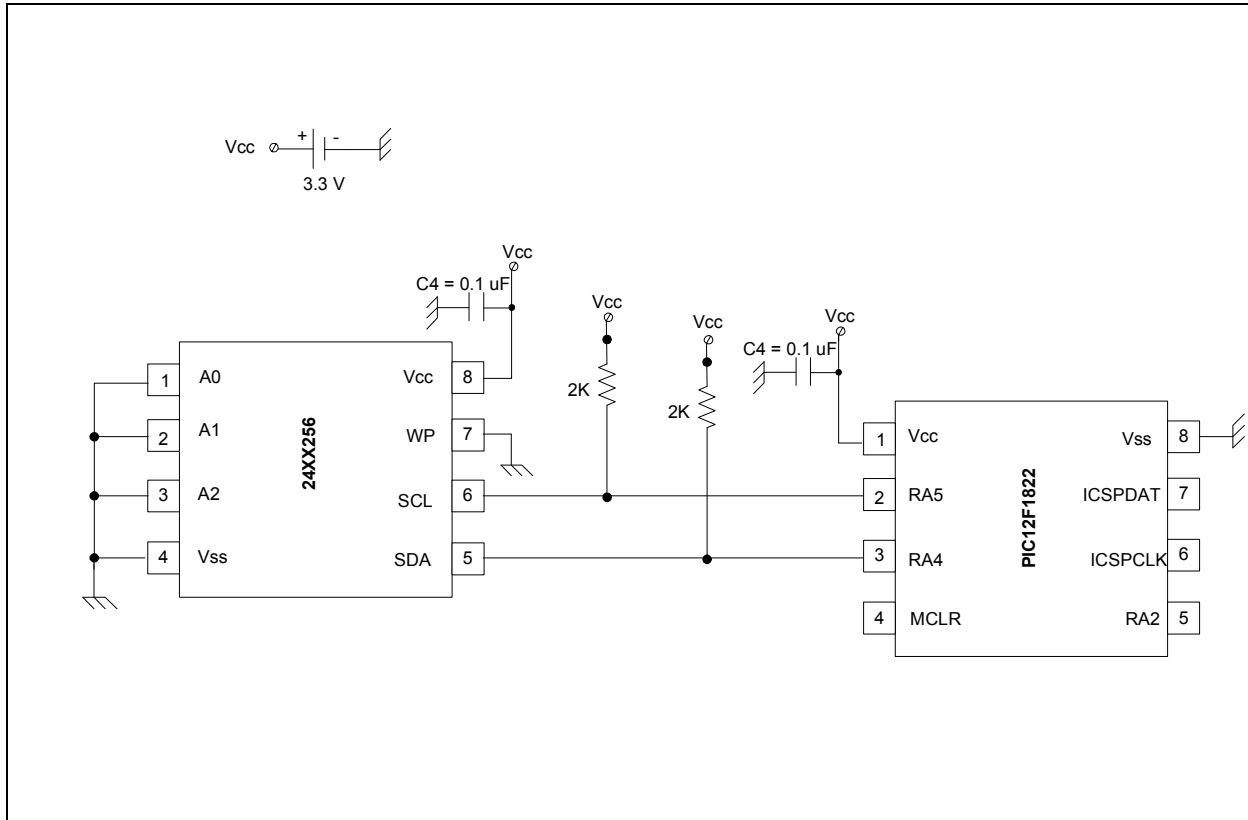 Vcc + -
3.3 V
Vcc
C4 = 0.1 uF
Vcc
Vcc
Vcc
C4 = 0.1 uF
2K
2K
24XX256
1 A0
2 A1
3 A2
4 Vss
Vcc 8
WP 7
SCL 6
SDA 5
PIC12F1822
1 Vcc
2 RA5
3 RA4
4 MCLR
Vss 8
ICSPDAT 7
ICSPCLK 6
RA2 5